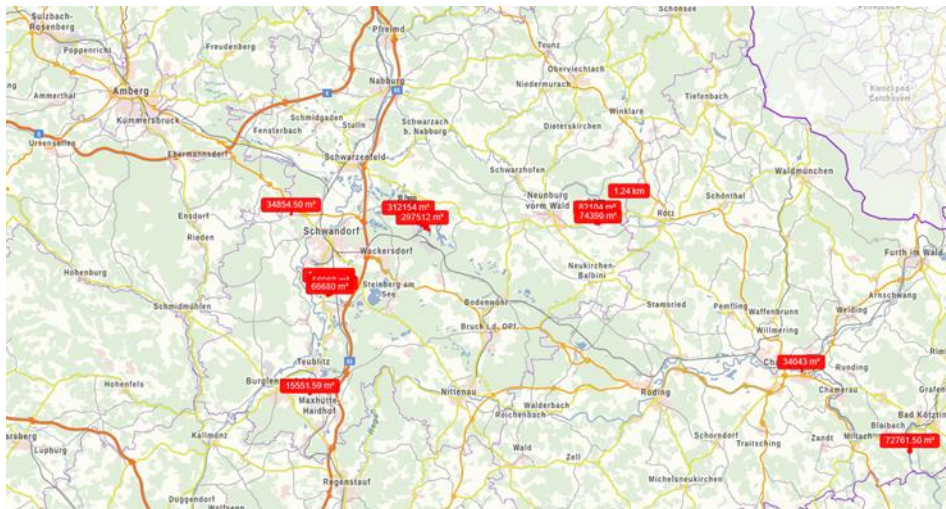 Sulzbach-
Rosenberg
Poppenricht
Freudenberg
Pfreimd
Schönsee
Teunz
Oberviechtach
Niedermurach
Tiefenbach
Amberg
Ammerthal
Kümmersbruck
Nabburg
Schmidgaden
Stulln
Schwarzach
b. Nabburg
Winklarn
Dieterskirchen
Fensterbach
Ursensollen
Ebermannsdorf
Schwarzenfeld
Schwarzhofen
Waldmünchen
1.24 km
Neunburg
vorm Wald
Schönthal
Rötz
34854.50 m²
312154 m²
297512 m²
82104 m²
74390 m²
Ensdorf
Rieden
Schwandorf
Wackersdorf
Furth im Wald
Hohenburg
Neukirchen-
Balbini
66680 m²
Steinberg am
See
Arnschwang
Schmidmühlen
Bodenwöhr
Stamsried
Pemfling
Waffenbrunn
Weiding
Willmering
Bruck i.d. OPf.
Teublitz
34043 m²
Runding
Hohenfels
15551.59 m²
Maxhütte-
Haidhof
Nittenau
Roding
Chamerau
Walderbach
Reichenbach
Bad Kötzting
Blaibach
Kallmünz
Schorndorf
Traitsching
Zandt
Miltach
72761.50 m²
Lupburg
Wald
Zell
Regenstauf
Michelsneukirchen
Duggendorf